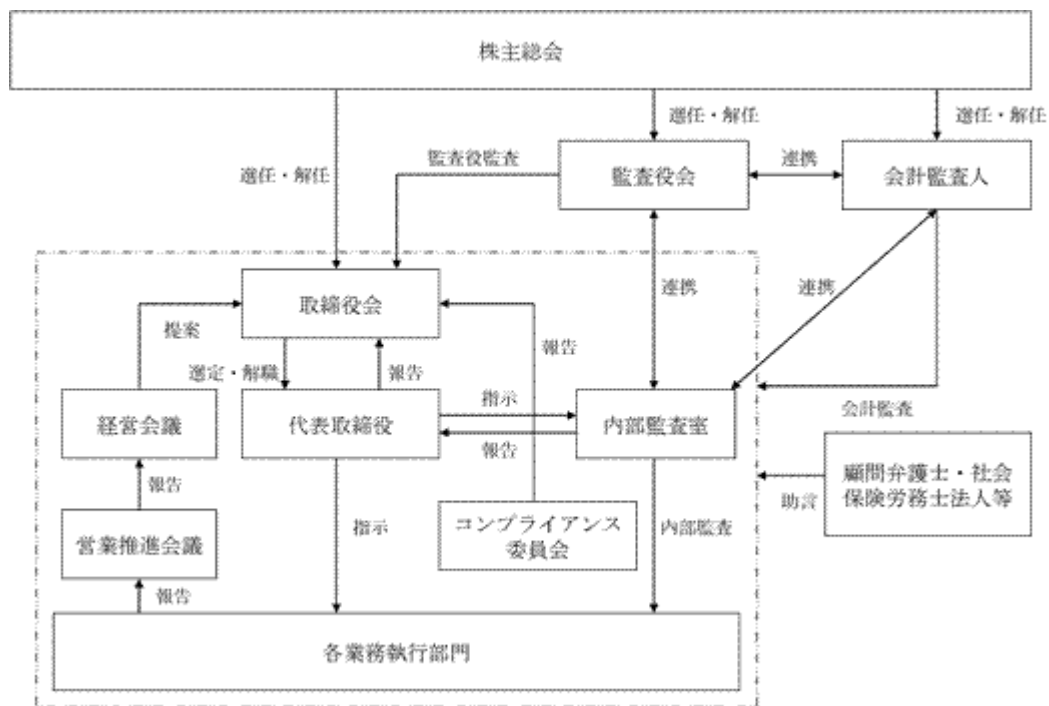 株主総会
選任・解任
選任・解任
選任・解任
監査役監査
監査役会
連携
会計監査人
取締役会
連携
連携
提案
報告
選定・解職
報告
経営会議
代表取締役
指示
報告
内部監査室
会計監査
報告
顧問弁護士・社会
保険労務士法人等
助言
営業推進会議
指示
コンプライアンス
委員会
内部監査
報告
各業務執行部門